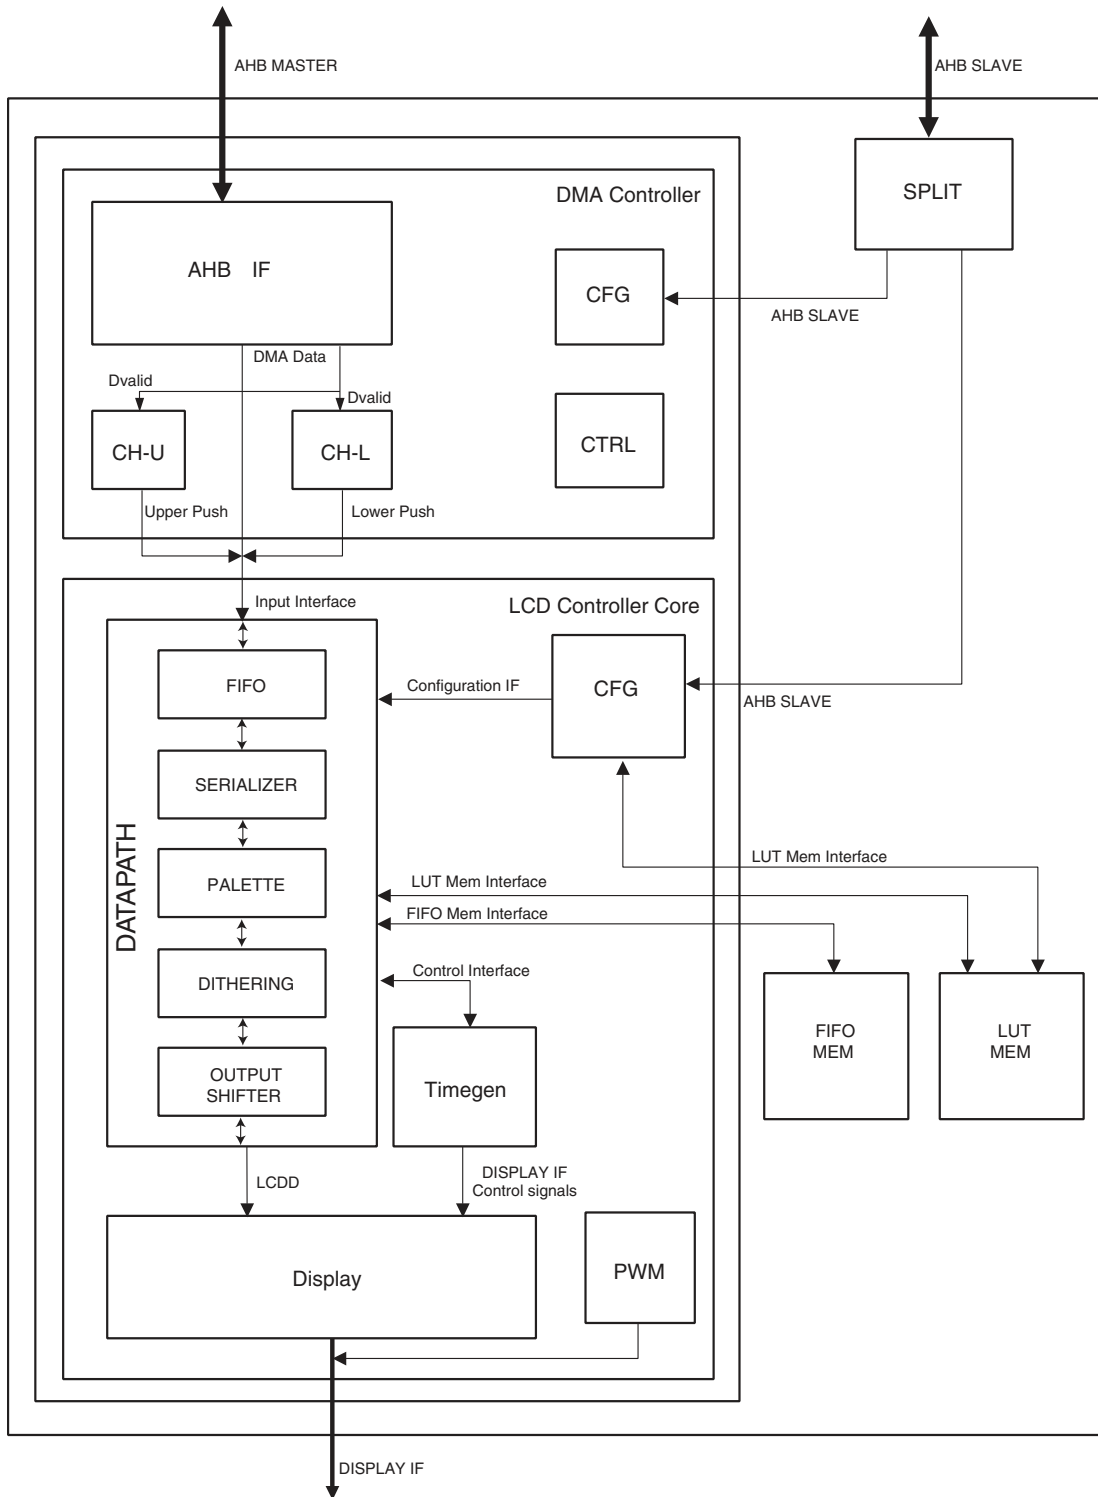 AHB MASTER
AHB SLAVE
DMA Controller
SPLIT
AHB IF
CFG
AHB SLAVE
DMA Data
Dvalid
Dvalid
CH-U
CH-L
CTRL
Upper Push
Lower Push
Input Interface
LCD Controller Core
FIFO
Configuration IF
CFG
AHB SLAVE
SERIALIZER
DATAPATH
LUT Mem Interface
PALETTE
LUT Mem Interface
FIFO Mem Interface
DITHERING
Control Interface
FIFO
MEM
LUT
MEM
OUTPUT
SHIFTER
Timegen
LCDD
DISPLAY IF
Control signals
Display
PWM
DISPLAY IF